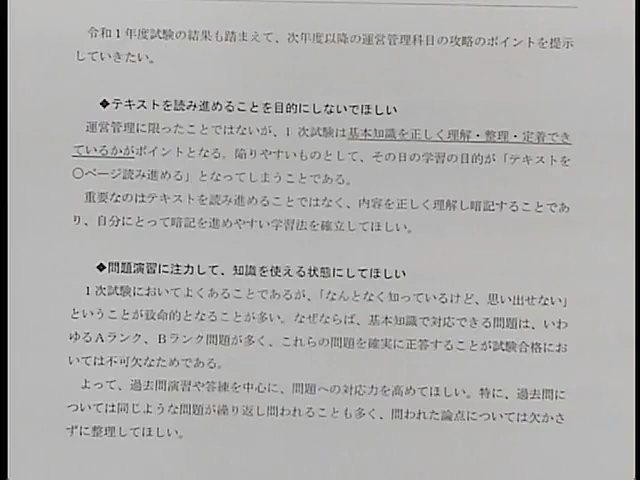 令和1年度試験の結果も踏まえて、次年度以降の運営管理科目の攻略のポイントを提示
していきたい。
◆テキストを読み進めることを目的にしないでほしい
運営管理に限ったことではないが、1次試験は基本知識を正しく理解・整理・定着でき
ているかがポイントとなる。陥りやすいものとして、その日の学習の目的が「テキストを
○ページ読み進める」となってしまうことである。
重要なのはテキストを読み進めることではなく、内容を正しく理解し暗記することであ
り、自分にとって暗記を進めやすい学習法を確立してほしい。
◆問題演習に注力して、知識を使える状態にしてほしい
1次試験においてよくあることであるが、「なんとなく知っているけど、思い出せない」
ということが致命的となることが多い。なぜならば、基本知識で対応できる問題は、いわ
ゆるAランク、Bランク問題が多く、これらの問題を確実に正答することが試験合格にお
いては不可欠なためである。
よって、過去問演習や答練を中心に、問題への対応力を高めてほしい。特に、過去問に
ついては同じような問題が繰り返し問われることも多く、問われた論点については欠かさ
ずに整理してほしい。